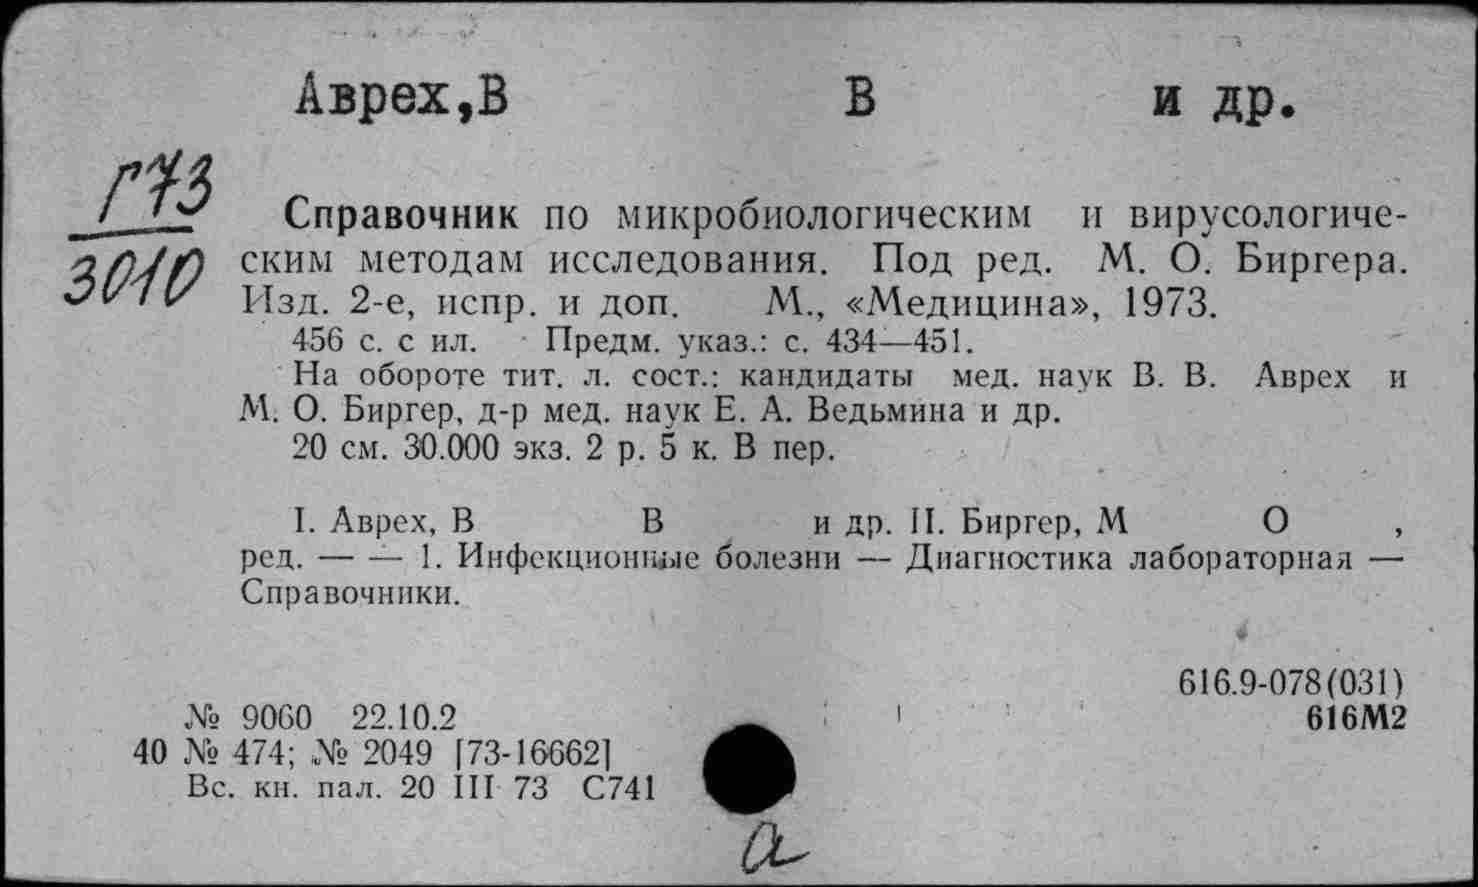 Аврех,В В и др.
Г73
3010
Справочник по микробиологическим и вирусологиче-
ским методам исследования. Под ред. М. О. Биргера.
Изд. 2-е, испр. и доп. М., «Медицина», 1973.
456 с. с ил. Предм. указ.: с. 434—451.
На обороте тит. л. сост.: кандидаты мед. наук В. В. Аврех и
М. О. Биргер, д-р мед. наук Е. А. Ведьмина и др.
20 см. 30.000 экз. 2 р. 5 к. В пер.
I. Аврех, В В и др. II. Биргер, М О ,
ред. — — 1. Инфекционные болезни — Диагностика лабораторная —
Справочники.
616.9-078(031)
№ 9060 22.10.2 616М2
40 № 474; № 2049 [73-16662]
Вс. кн. пал. 20 III 73 С741
а